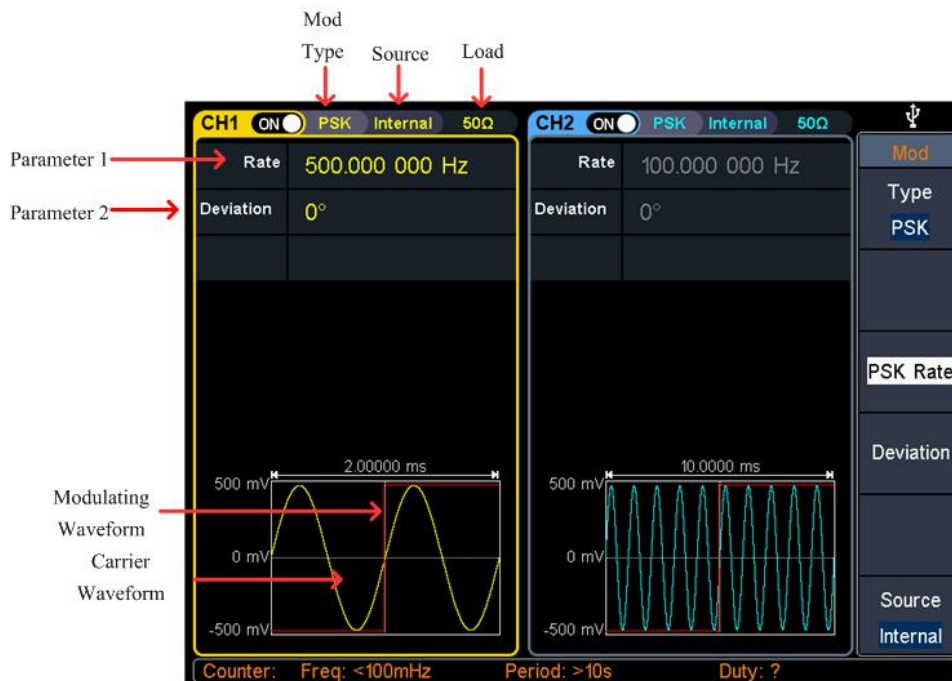 Mod
Type
Source
Load
CH1 ON PSK Internal 50Ω
CH2 ON PSK Internal 50Ω
Parameter 1
Rate 500.000 000 Hz
Rate 100.000 000 Hz
Parameter 2
Deviation 0°
Deviation 0°
Mod
Type
PSK
PSK Rate
Deviation
Source
Internal
2.00000 ms
500 mV
0 mV
-500 mV
10.0000 ms
500 mV
0 mV
-500 mV
Modulating
Waveform
Carrier
Waveform
Counter: Freq: <100mHz Period: >10s Duty: ?